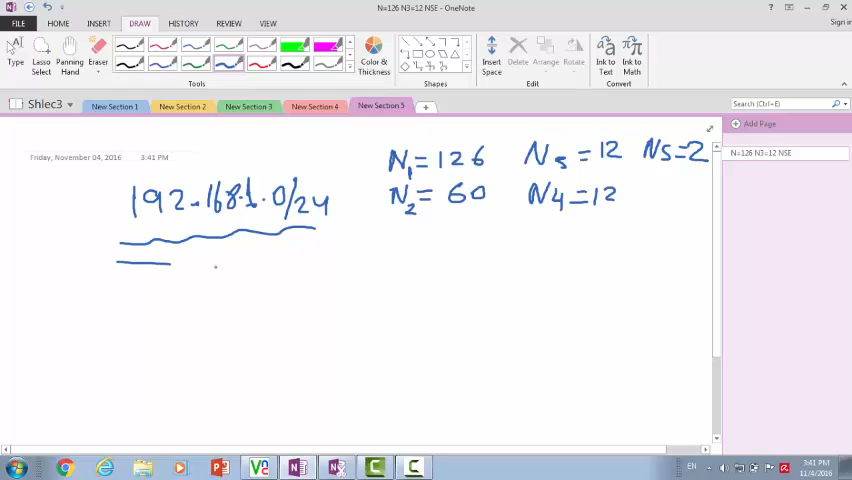 N=126 N3=12 NSE - OneNote
Sign in
FILE HOME INSERT DRAW HISTORY REVIEW VIEW
Type
Lasso Select
Panning Hand
Eraser
Color & Thickness
Insert Space
Delete
Arrange
Rotate
Ink to Text
Ink to Math
Tools
Shapes
Edit
Convert
Shlec3
New Section 1
New Section 2
New Section 3
New Section 4
New Section 5
Search (Ctrl+E)
Add Page
N=126 N3=12 NSE
Friday, November 04, 2016 3:41 PM
N1=126 N5=12 N5=2
192.168.1.0/24 N2=60 N4=12
EN
3:41 PM
11/4/2016